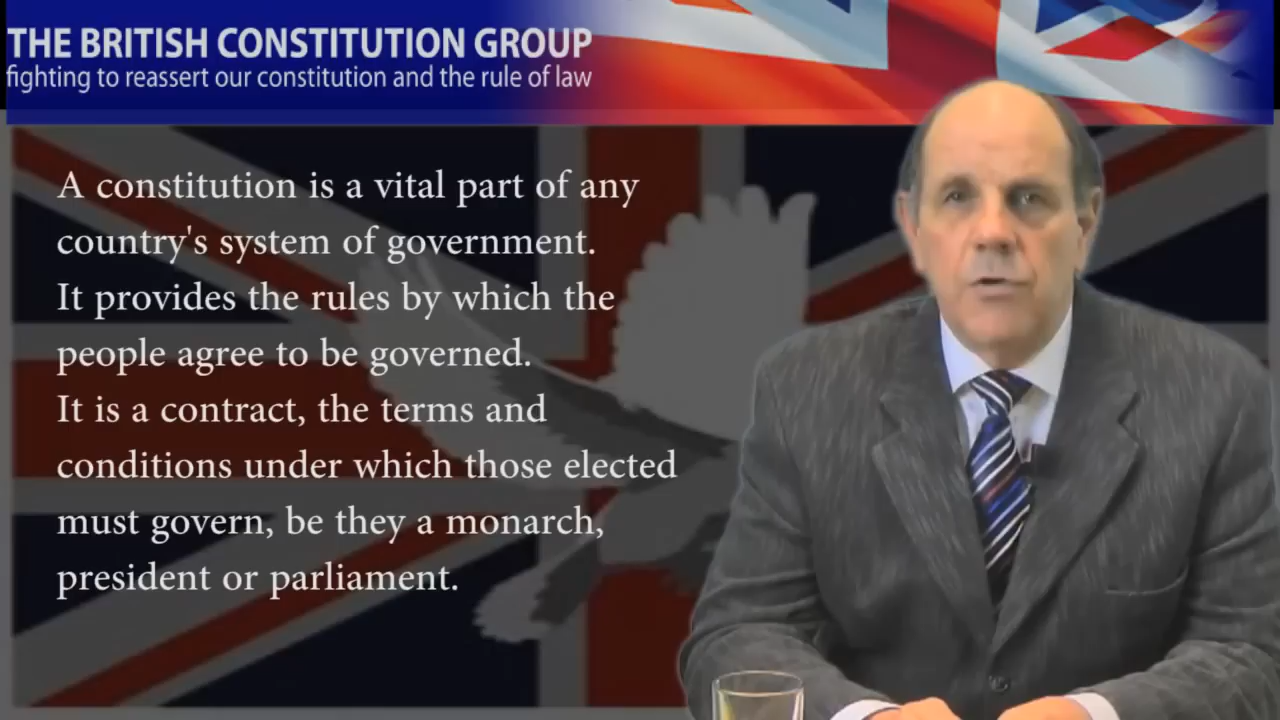 THE BRITISH CONSTITUTION GROUP
fighting to reassert our constitution and the rule of law
A constitution is a vital part of any
country's system of government.
It provides the rules by which the
people agree to be governed.
It is a contract, the terms and
conditions under which those elected
must govern, be they a monarch,
president or parliament.